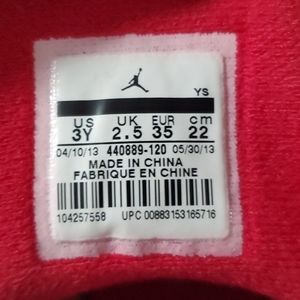 YS
US UK EUR cm
3Y 2.5 35 22
04/10/13 440889-120 05/30/13
MADE IN CHINA
FABRIQUE EN CHINE
104257558 UPC 00883153165716